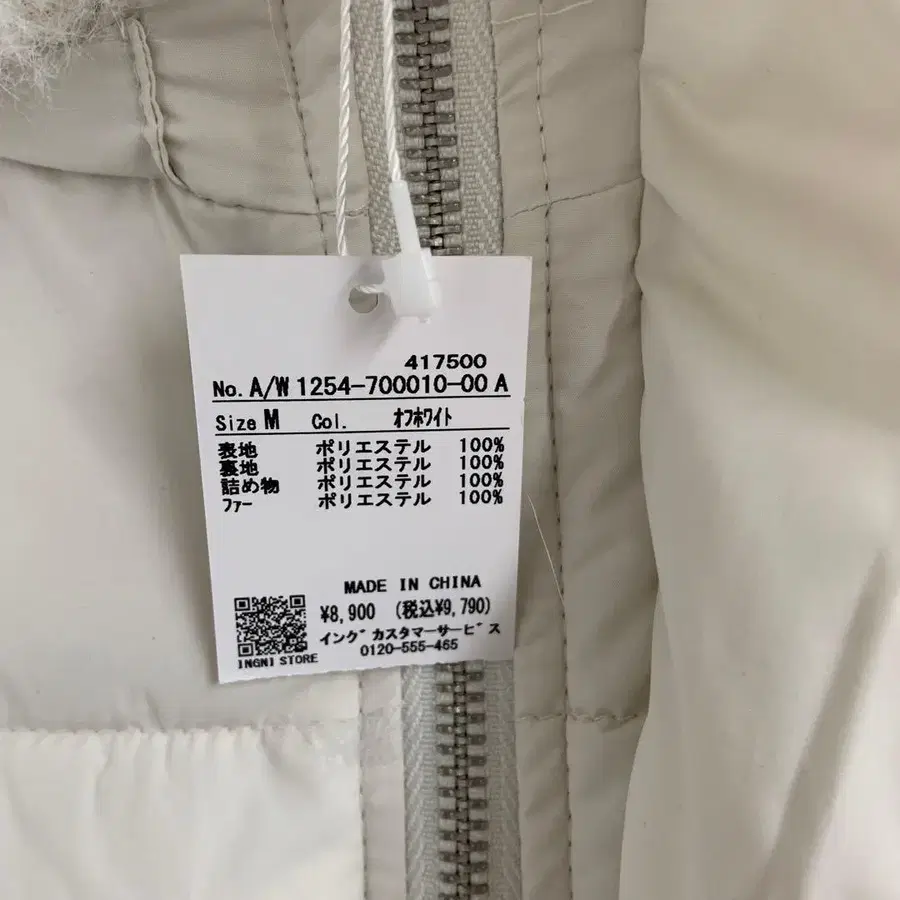 417500
No. A/W 1254-700010-00 A
Size M Col. ｵﾌﾎﾜｲﾄ
表地 ポリエステル 100%
裏地 ポリエステル 100%
詰め物 ポリエステル 100%
ﾌｧｰ ポリエステル 100%
MADE IN CHINA
¥8,900 (税込¥9,790)
イングﾞカスタマーサービﾞス
0120-555-465
INGNI STORE